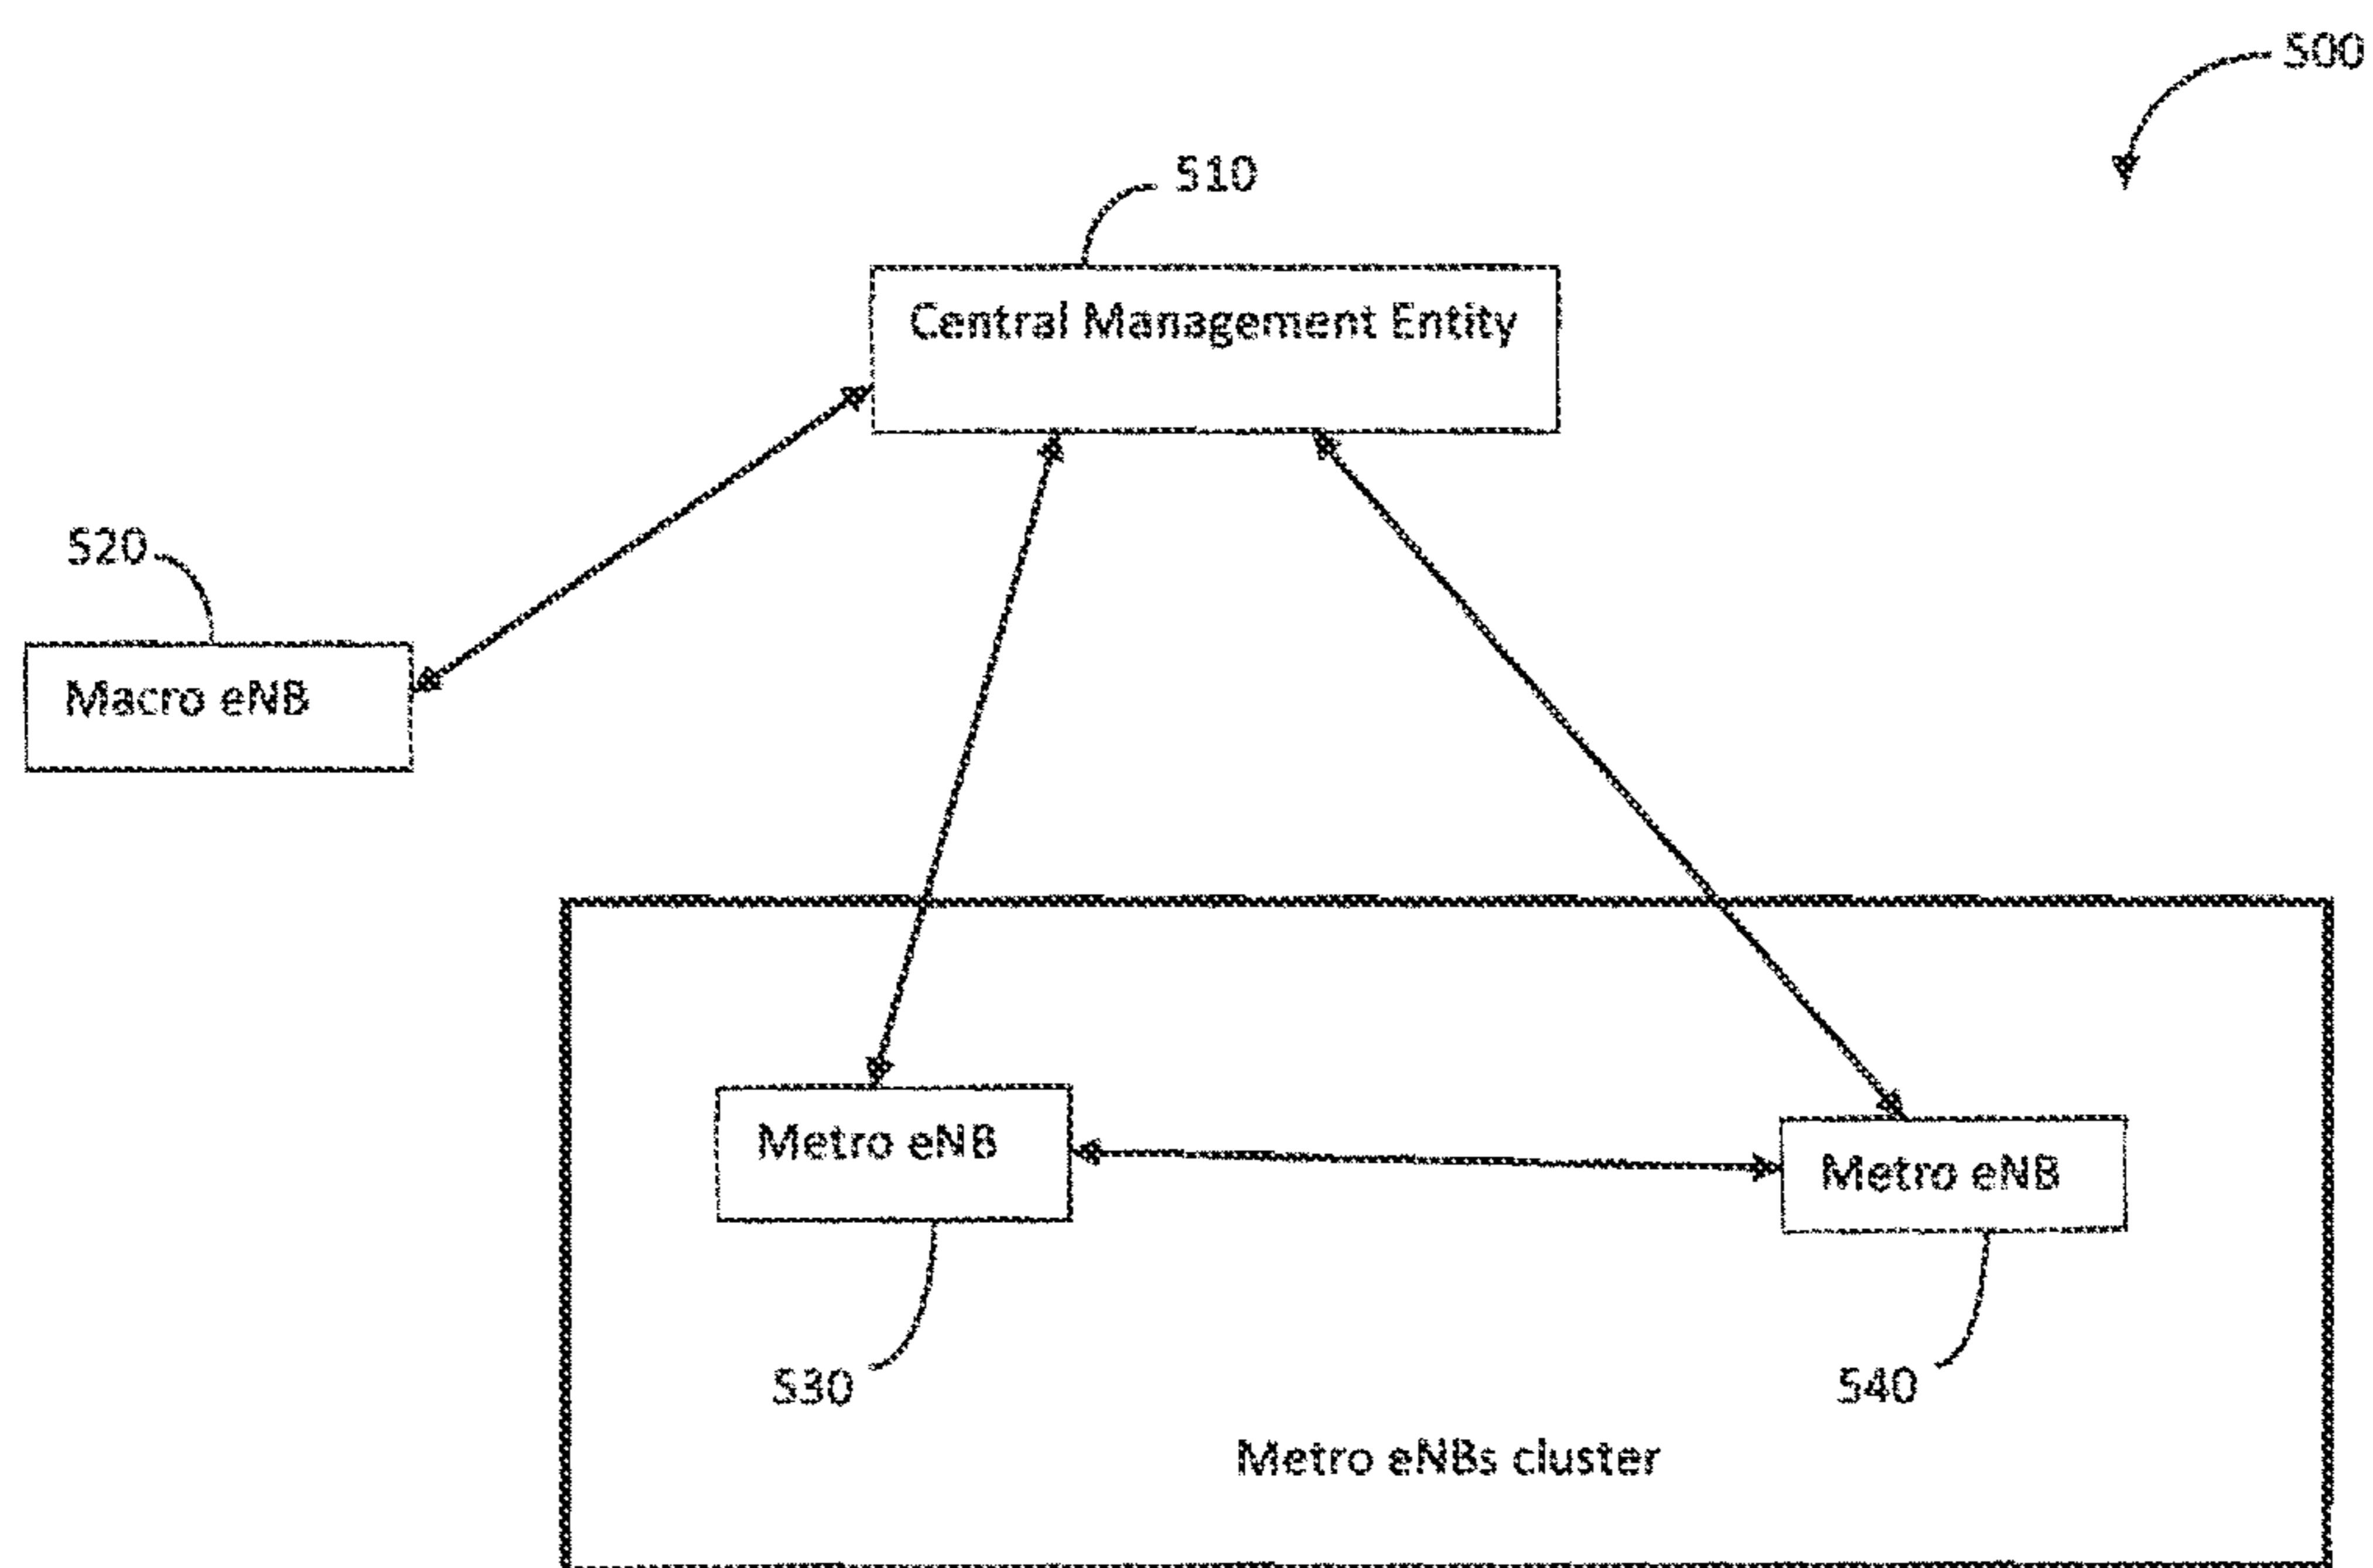 500
510
Central Management Entity
520
Macro eNB
Metro eNB
Metro eNB
530
540
Metro eNBs cluster